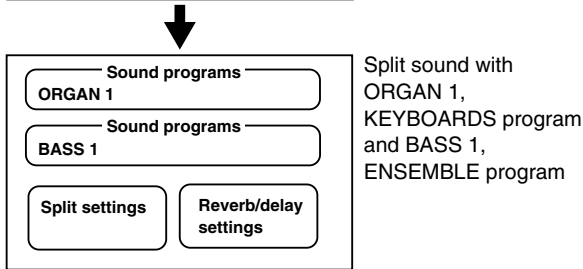 Sound programs
ORGAN 1
Sound programs
BASS 1
Split settings
Reverb/delay
settings
Split sound with
ORGAN 1,
KEYBOARDS program
and BASS 1,
ENSEMBLE program